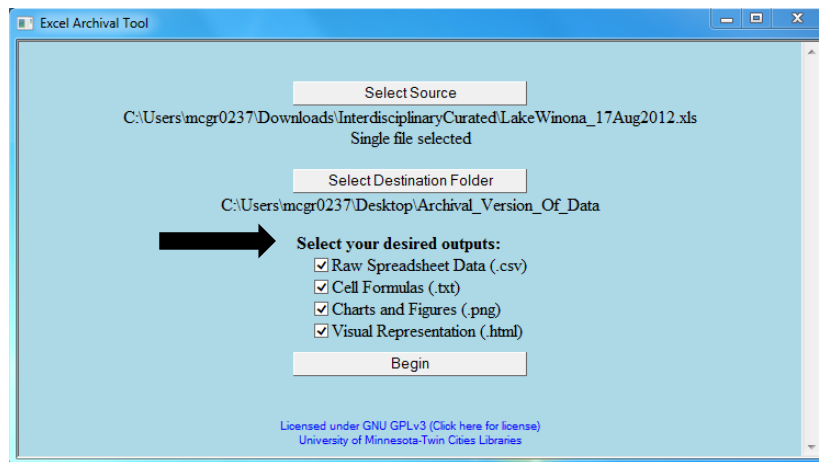 Excel Archival Tool
Select Source
C:\Users\mcgr0237\Downloads\InterdisciplinaryCurated\LakeWinona_17Aug2012.xls
Single file selected
Select Destination Folder
C:\Users\mcgr0237\Desktop\Archival_Version_Of_Data
Select your desired outputs:
Raw Spreadsheet Data (.csv)
Cell Formulas (.txt)
Charts and Figures (.png)
Visual Representation (.html)
Begin
Licensed under GNU GPLv3 (Click here for license)
University of Minnesota-Twin Cities Libraries